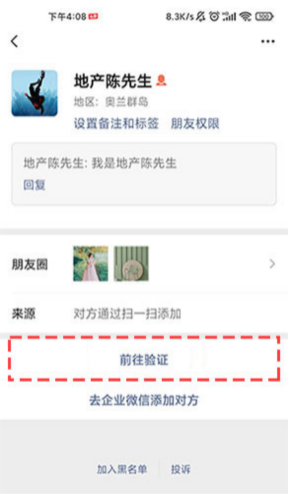 下午4:08
8.3K/s
地产陈先生
地区: 奥兰群岛
设置备注和标签 朋友权限
地产陈先生: 我是地产陈先生
回复
朋友圈
来源 对方通过扫一扫添加
前往验证
去企业微信添加对方
加入黑名单 投诉